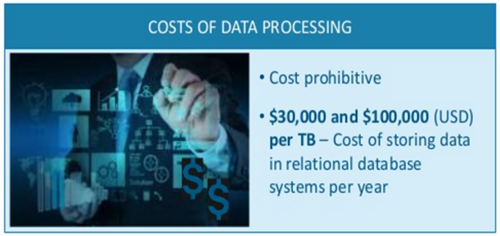 COSTS OF DATA PROCESSING
• Cost prohibitive
• $30,000 and $100,000 (USD)
per TB – Cost of storing data
in relational database
systems per year
$
$